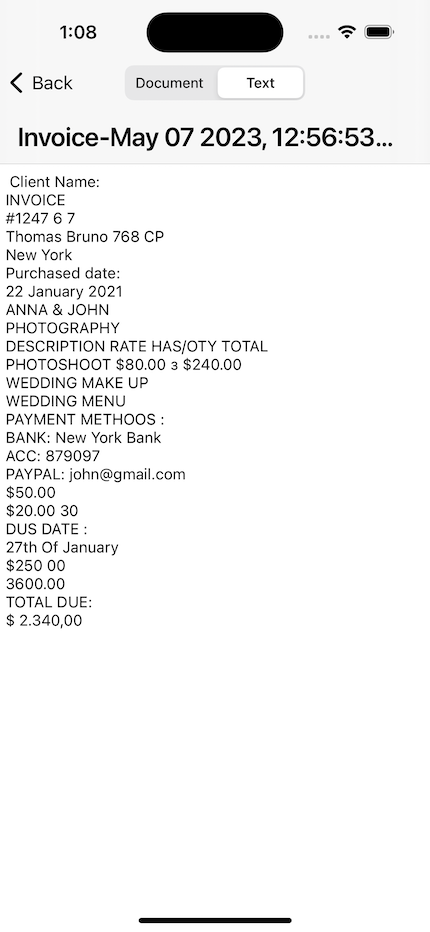 1:08
Back
Document
Text
Invoice-May 07 2023, 12:56:53...
Client Name:
INVOICE
#1247 6 7
Thomas Bruno 768 CP
New York
Purchased date:
22 January 2021
ANNA & JOHN
PHOTOGRAPHY
DESCRIPTION RATE HAS/OTY TOTAL
PHOTOSHOOT $80.00 з $240.00
WEDDING MAKE UP
WEDDING MENU
PAYMENT METHOOS :
BANK: New York Bank
ACC: 879097
PAYPAL: john@gmail.com
$50.00
$20.00 30
DUS DATE :
27th Of January
$250 00
3600.00
TOTAL DUE:
$ 2.340,00